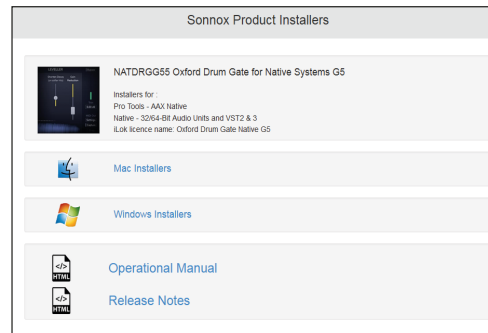 Sonnox Product Installers
NATDRGG55 Oxford Drum Gate for Native Systems G5
Installers for :
Pro Tools - AAX Native
Native - 32/64-Bit Audio Units and VST2 & 3
iLok licence name: Oxford Drum Gate Native G5
Mac Installers
Windows Installers
</>
HTML
Operational Manual
</>
HTML
Release Notes